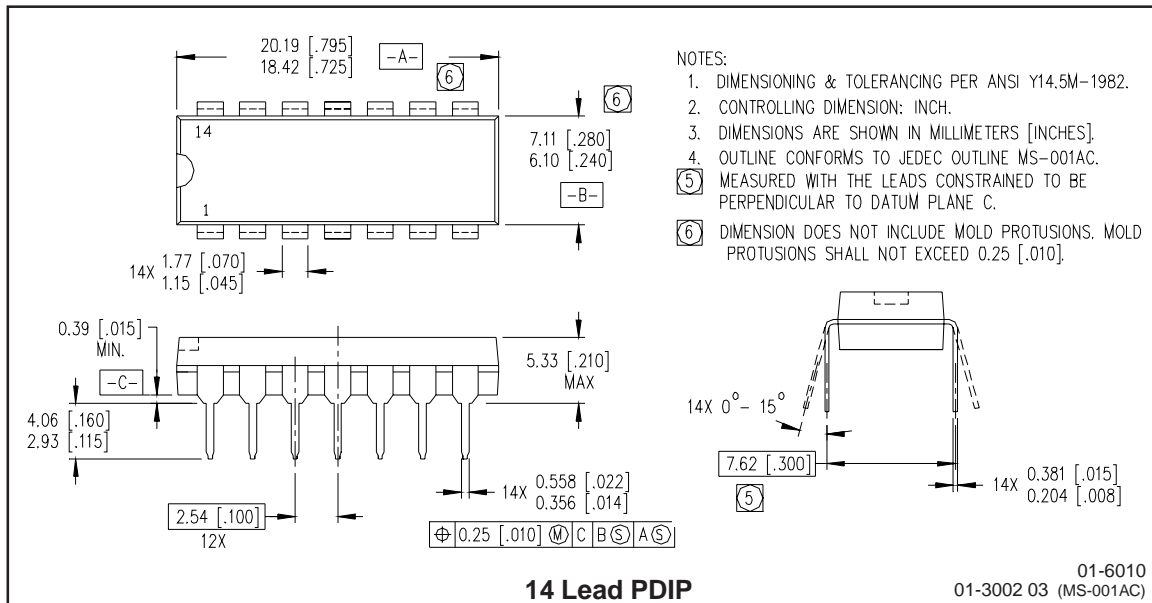 20.19 [.795]
18.42 [.725]
-A-
6
6
14
1
7.11 [.280]
6.10 [.240]
-B-
14X 1.77 [.070]
1.15 [.045]
NOTES:
1. DIMENSIONING & TOLERANCING PER ANSI Y14.5M-1982.
2. CONTROLLING DIMENSION: INCH.
3. DIMENSIONS ARE SHOWN IN MILLIMETERS [INCHES].
4. OUTLINE CONFORMS TO JEDEC OUTLINE MS-001AC.
5 MEASURED WITH THE LEADS CONSTRAINED TO BE
PERPENDICULAR TO DATUM PLANE C.
6 DIMENSION DOES NOT INCLUDE MOLD PROTUSIONS. MOLD
PROTUSIONS SHALL NOT EXCEED 0.25 [.010].
0.39 [.015]
MIN.
-C-
4.06 [.160]
2.93 [.115]
5.33 [.210]
MAX
2.54 [.100]
12X
14X 0.558 [.022]
0.356 [.014]
⌖ 0.25 [.010] Ⓜ C B Ⓢ A Ⓢ
14X 0°- 15°
7.62 [.300]
5
14X 0.381 [.015]
0.204 [.008]
14 Lead PDIP
01-6010
01-3002 03 (MS-001AC)